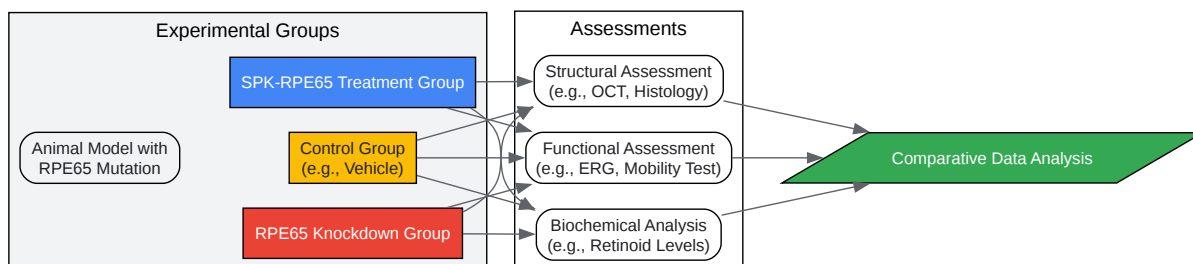 Experimental Groups
SPK-RPE65 Treatment Group
Animal Model with
RPE65 Mutation
Control Group
(e.g., Vehicle)
RPE65 Knockdown Group
Assessments
Structural Assessment
(e.g., OCT, Histology)
Functional Assessment
(e.g., ERG, Mobility Test)
Biochemical Analysis
(e.g., Retinoid Levels)
Comparative Data Analysis